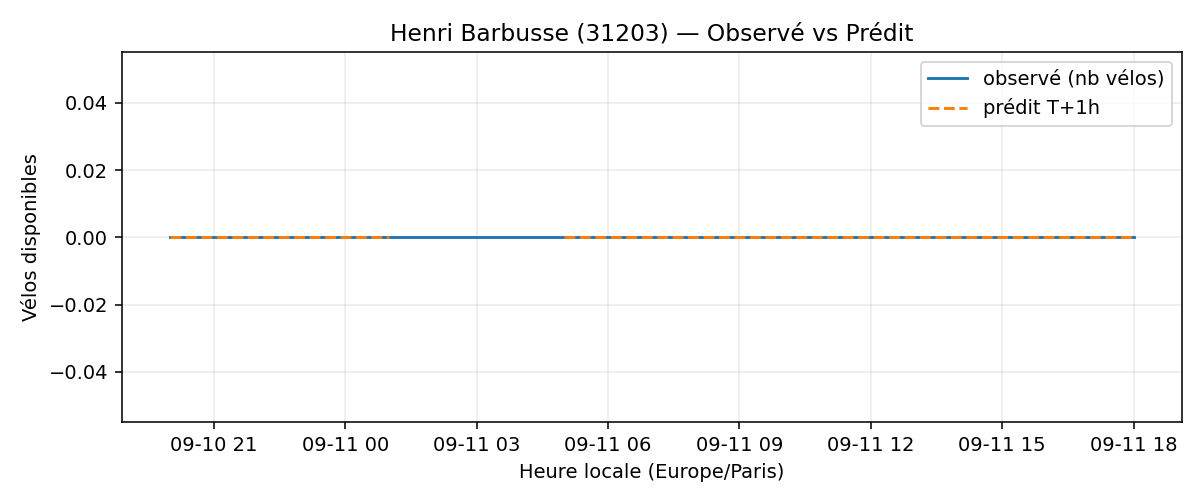 Henri Barbusse (31203) — Observé vs Prédit
observé (nb vélos)
prédit T+1h
Vélos disponibles
0.04
0.02
0.00
−0.02
−0.04
09-10 21
09-11 00
09-11 03
09-11 06
09-11 09
09-11 12
09-11 15
09-11 18
Heure locale (Europe/Paris)